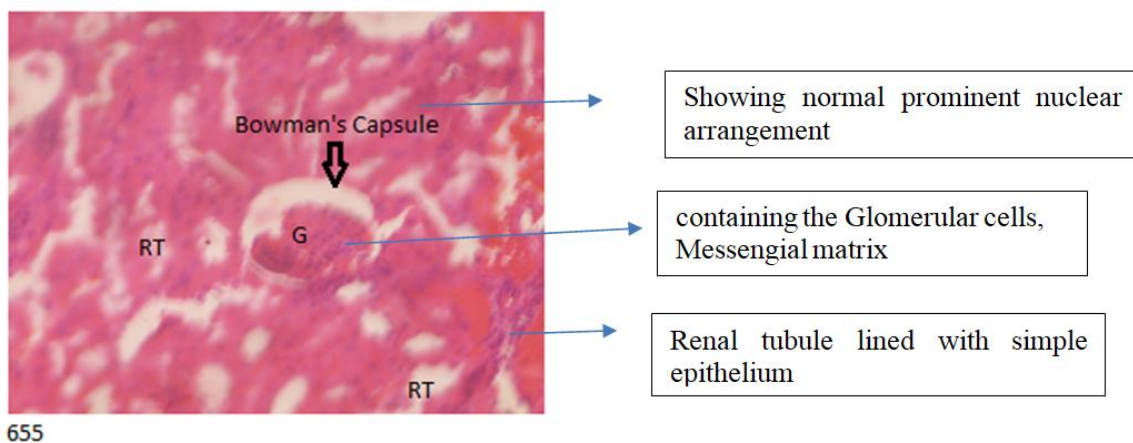 Showing normal prominent nuclear
arrangement
Bowman's Capsule
containing the Glomerular cells,
Messengial matrix
G
RT
Renal tubule lined with simple
epithelium
RT
655